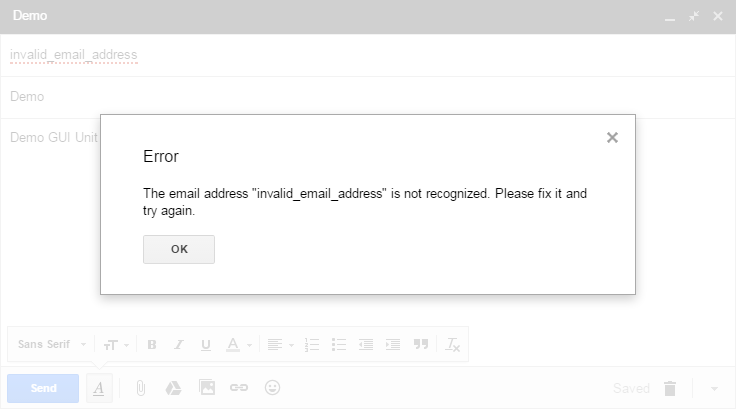 Demo
invalid_email_address
Demo
Demo GUI Unit
Error
The email address "invalid_email_address" is not recognized. Please fix it and
try again.
OK
Sans Serif
Send
Saved